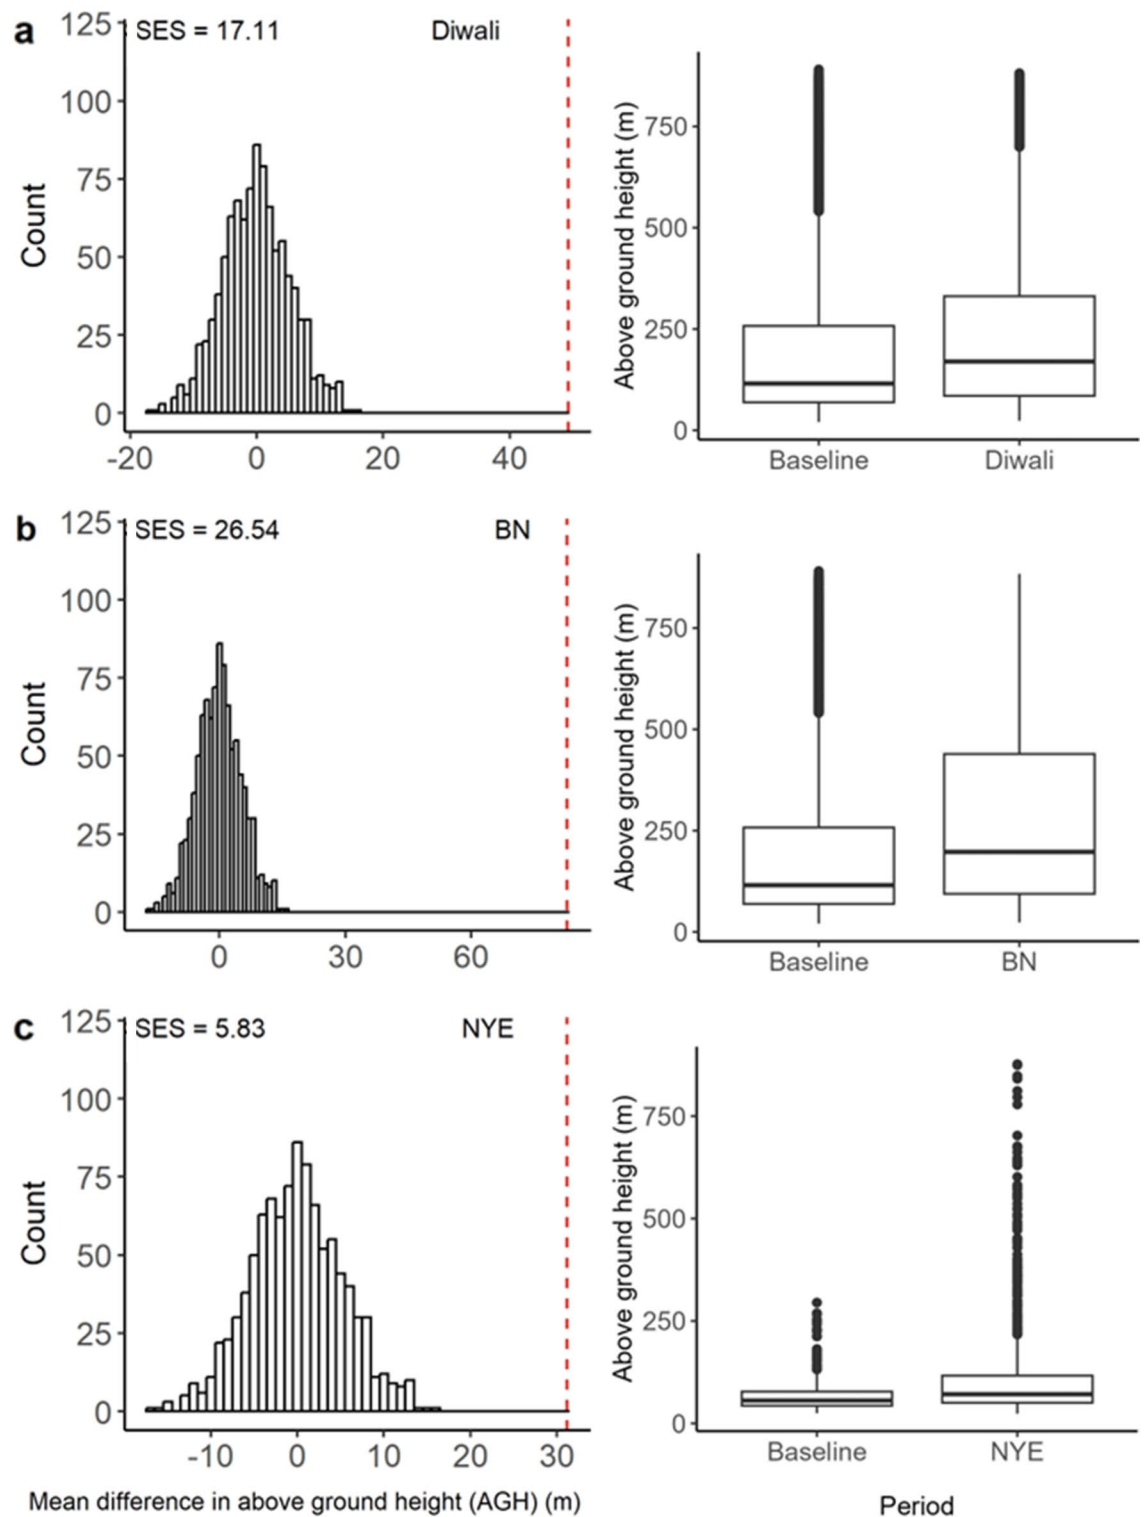 a
SES = 17.11
Diwali
125
100
75
50
25
0
Count
-20
0
20
40
Above ground height (m)
750
500
250
0
Baseline
Diwali
b
SES = 26.54
BN
125
100
75
50
25
0
Count
0
30
60
Above ground height (m)
750
500
250
0
Baseline
BN
c
SES = 5.83
NYE
125
100
75
50
25
0
Count
-10
0
10
20
30
Mean difference in above ground height (AGH) (m)
Above ground height (m)
750
500
250
0
Baseline
NYE
Period